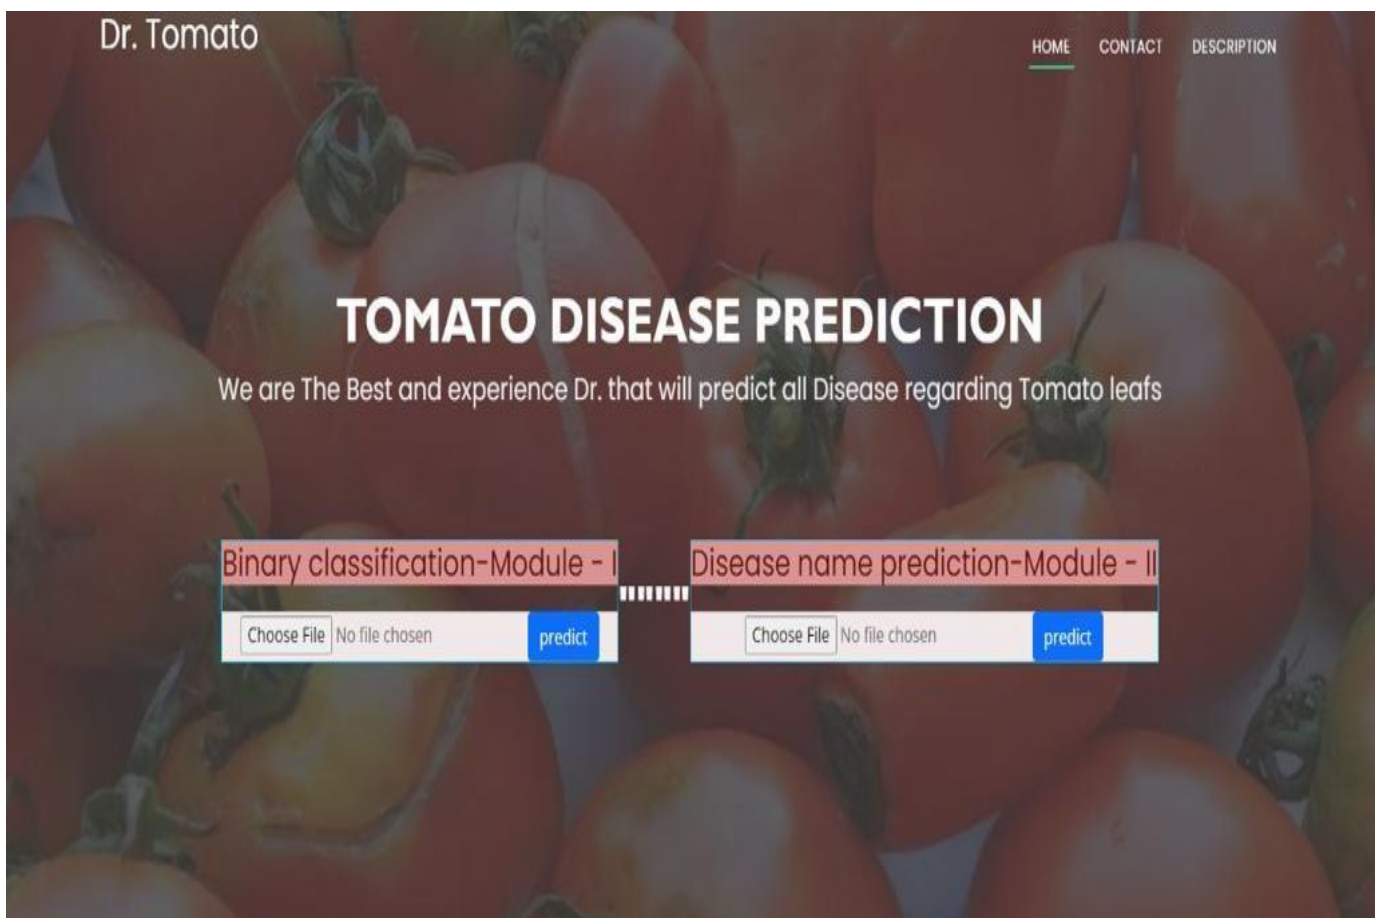 Dr. Tomato
HOME CONTACT DESCRIPTION
TOMATO DISEASE PREDICTION
We are The Best and experience Dr. that will predict all Disease regarding Tomato leafs
Binary classification-Module - I
Disease name prediction-Module - II
Choose File No file chosen predict
Choose File No file chosen predict